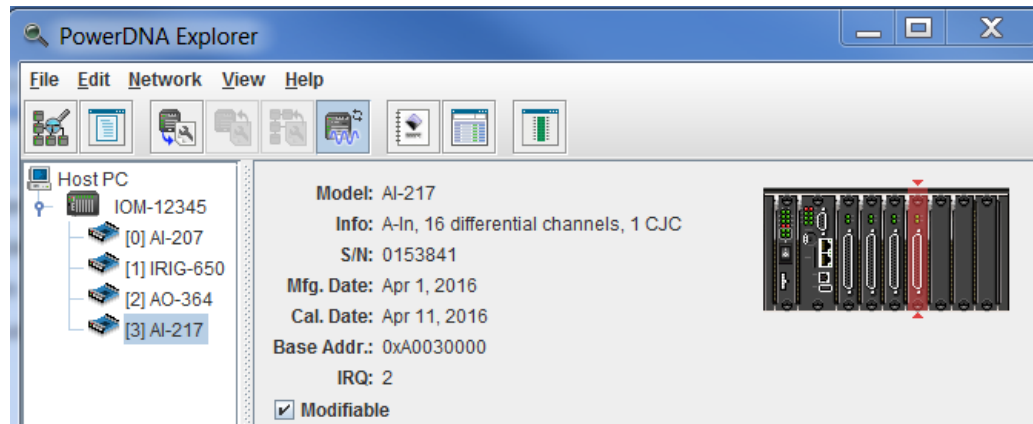 PowerDNA Explorer
File Edit Network View Help
Host PC
IOM-12345
[0] AI-207
[1] IRIG-650
[2] AO-364
[3] AI-217
Model: AI-217
Info: A-In, 16 differential channels, 1 CJC
S/N: 0153841
Mfg. Date: Apr 1, 2016
Cal. Date: Apr 11, 2016
Base Addr.: 0xA0030000
IRQ: 2
Modifiable